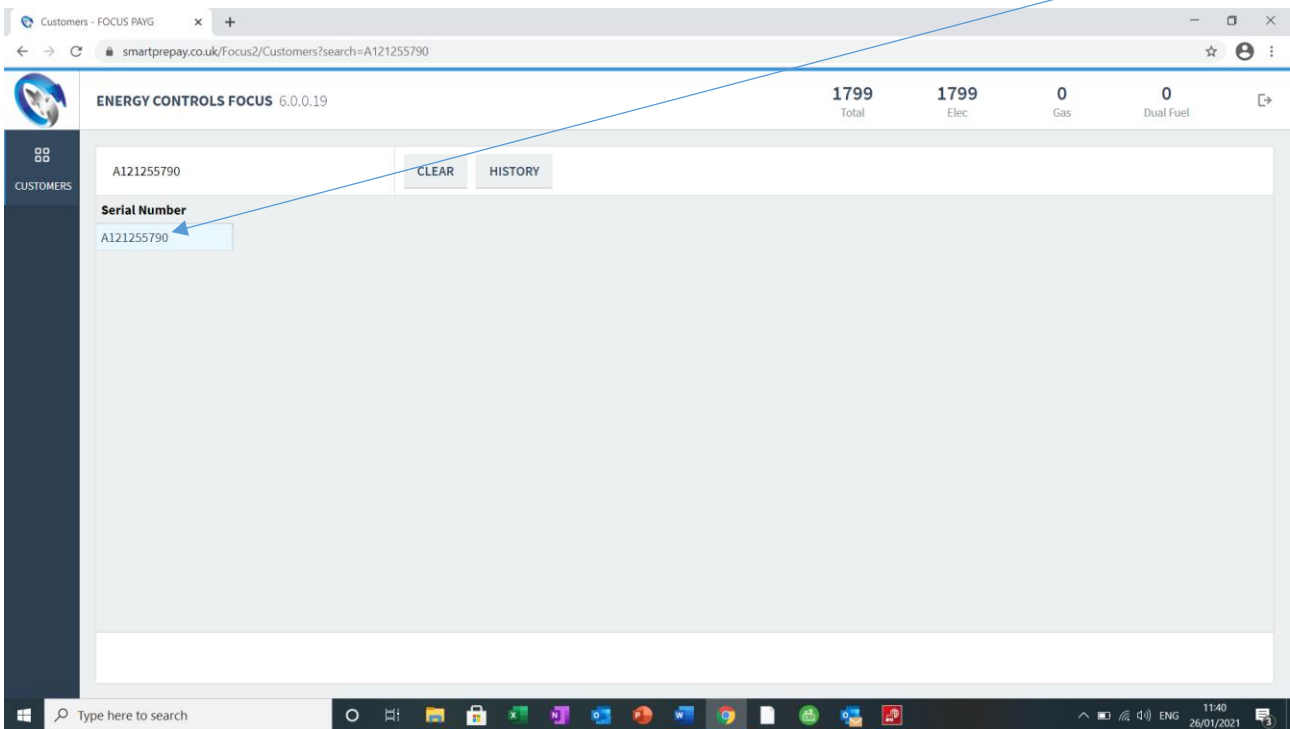 Customers - FOCUS PAYG
smartprepay.co.uk/Focus2/Customers?search=A121255790
ENERGY CONTROLS FOCUS 6.0.0.19
1799
Total
1799
Elec
0
Gas
0
Dual Fuel
CUSTOMERS
A121255790
CLEAR
HISTORY
Serial Number
A121255790
Type here to search
ENG
11:40
26/01/2021
3